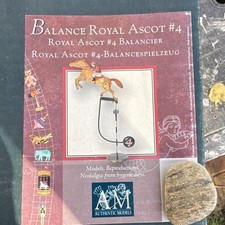 BALANCE ROYAL ASCOT #4
ROYAL ASCOT #4 BALANCIER
ROYAL ASCOT #4-BALANCESPIELZEUG
4
Models, Reproductions,
Nostalgia from bygone days.
AM
AUTHENTIC MODELS